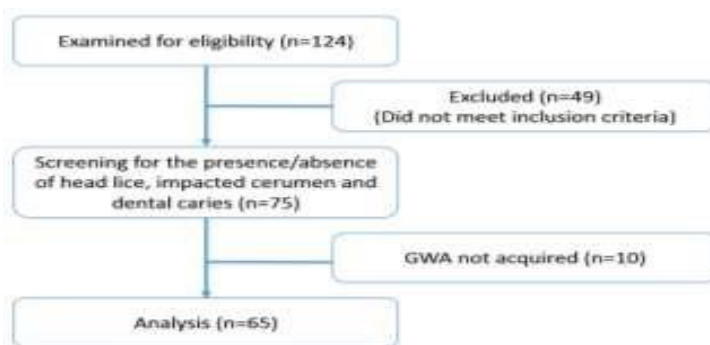 Examined for eligibility (n=124)
Excluded (n=49)
(Did not meet inclusion criteria)
Screening for the presence/absence
of head lice, impacted cerumen and
dental caries (n=75)
GWA not acquired (n=10)
Analysis (n=65)